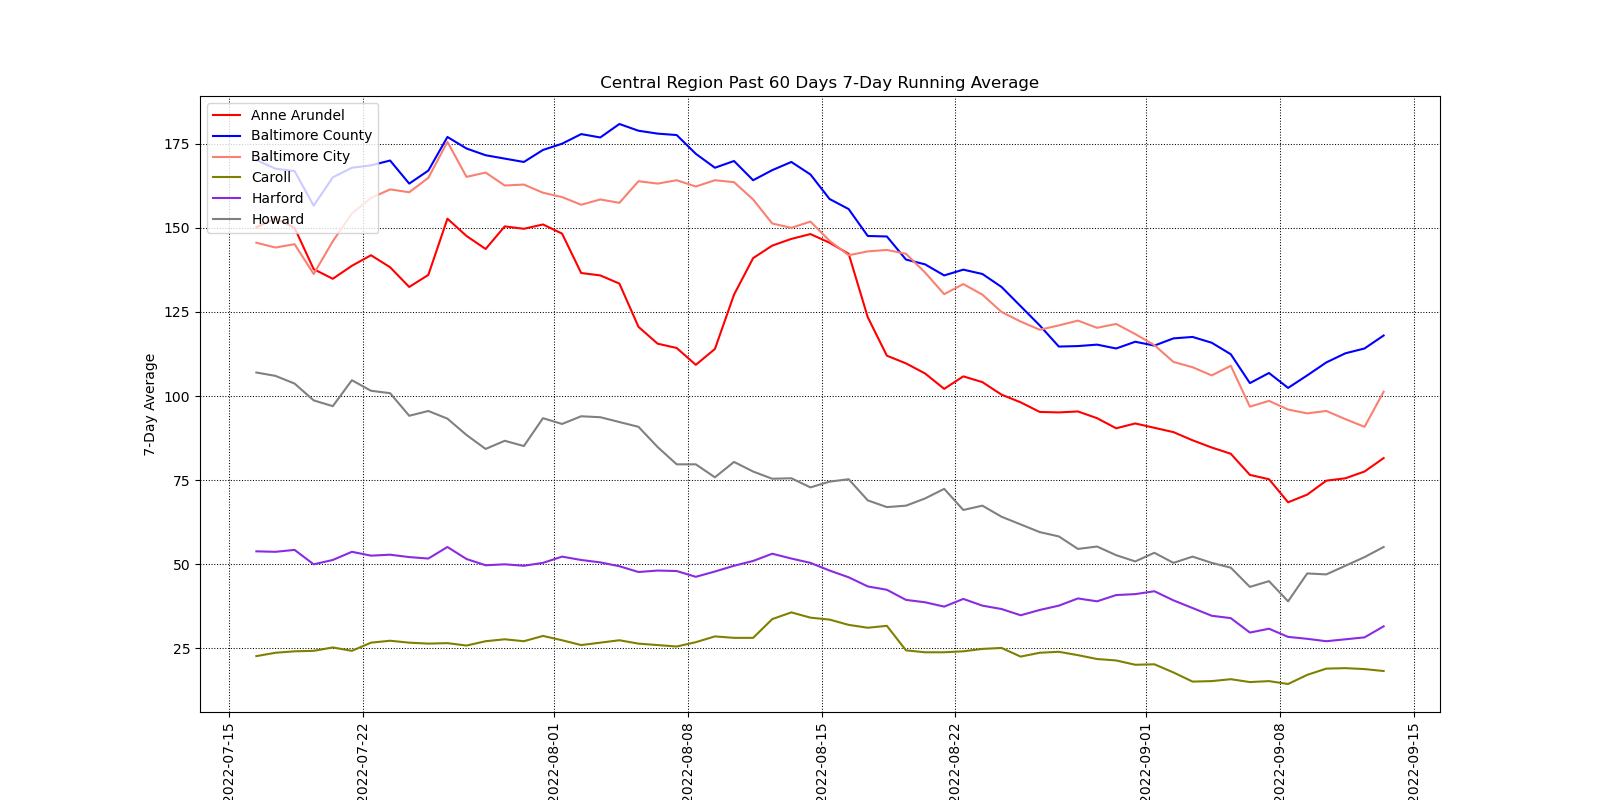 Central Region Past 60 Days 7-Day Running Average
Anne Arundel
Baltimore County
Baltimore City
Caroll
Harford
Howard
7-Day Average
175
150
125
100
75
50
25
2022-07-15
2022-07-22
2022-08-01
2022-08-08
2022-08-15
2022-08-22
2022-09-01
2022-09-08
2022-09-15